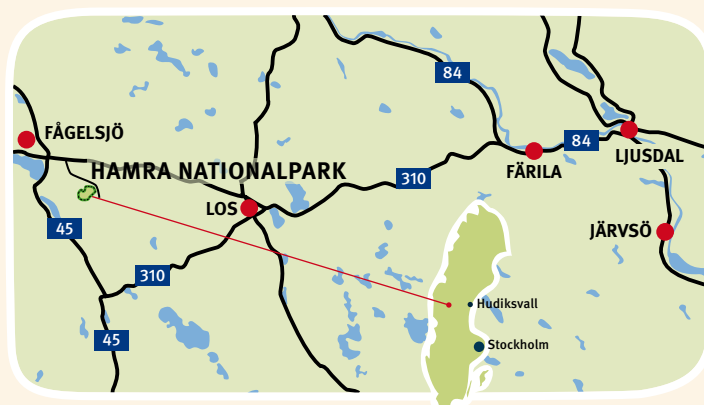 84
FÅGELSJÖ
84
LJUSDAL
HAMRA NATIONALPARK
FÄRILA
310
LOS
45
JÄRVSÖ
310
Hudiksvall
45
Stockholm